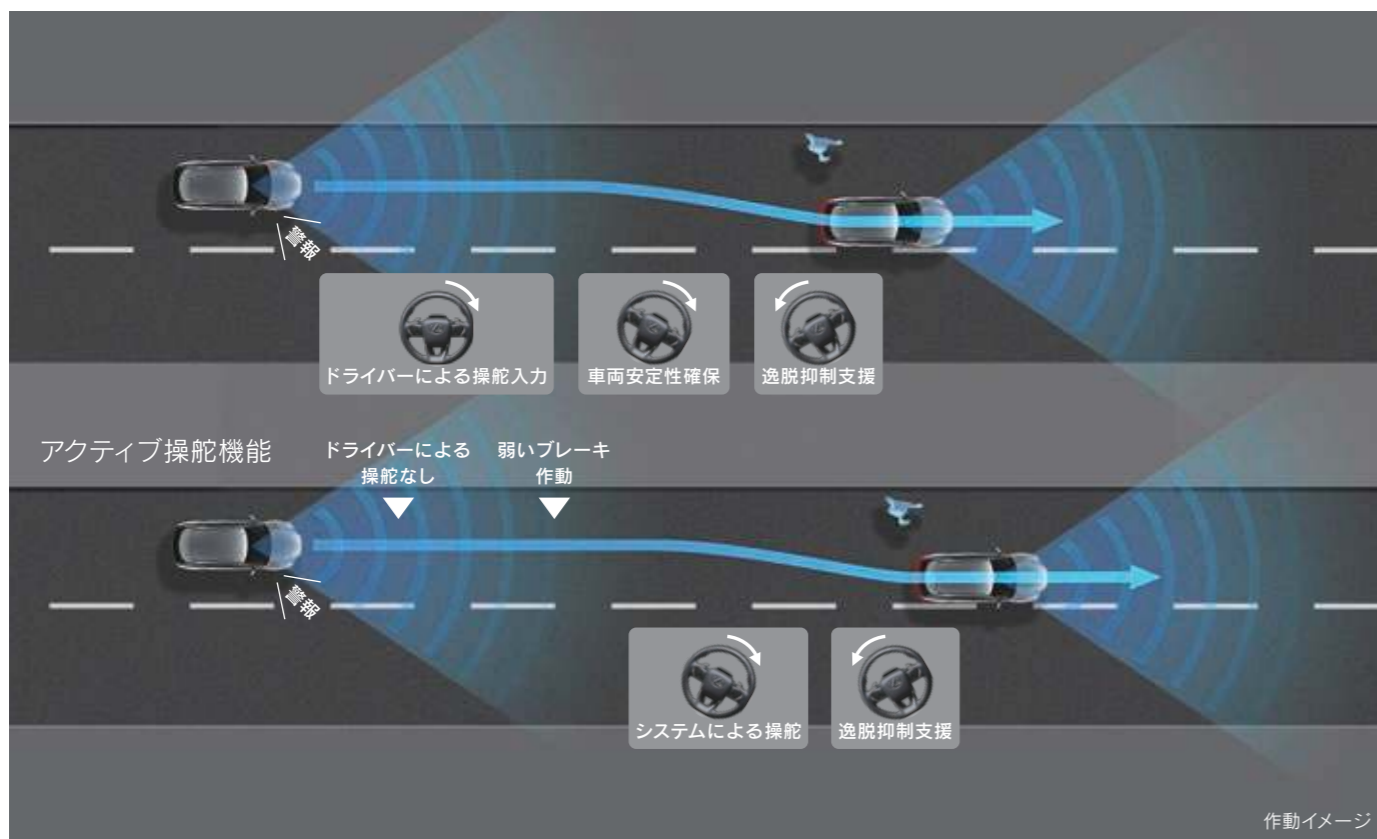 警報
ドライバーによる操舵入力
車両安定性確保
逸脱抑制支援
アクティブ操舵機能
ドライバーによる
操舵なし
弱いブレーキ
作動
警報
システムによる操舵
逸脱抑制支援
作動イメージ